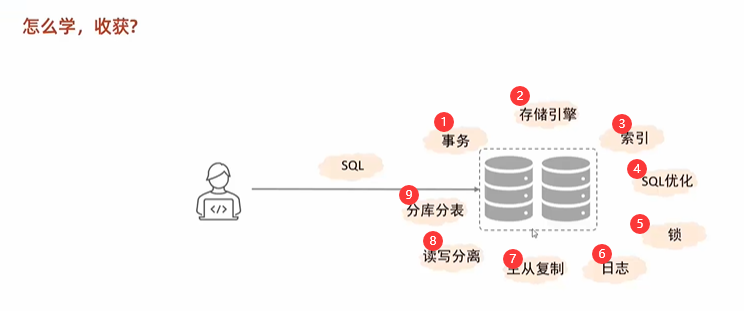 怎么学，收获？
SQL
1
事务
2
存储引擎
3
索引
4
SQL优化
5
锁
6
日志
7
主从复制
8
读写分离
9
分库分表
</>